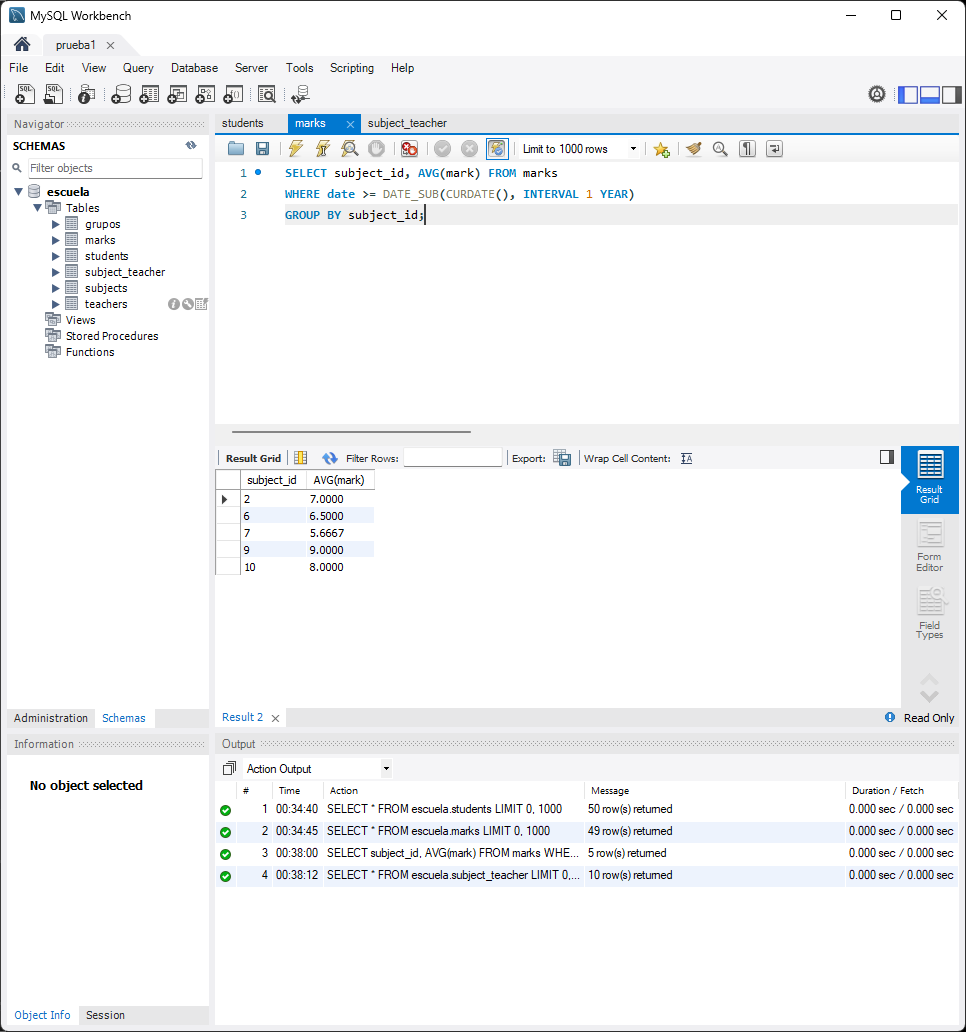 MySQL Workbench
prueba1
File Edit View Query Database Server Tools Scripting Help
Navigator
SCHEMAS
Filter objects
escuela
Tables
grupos
marks
students
subject_teacher
subjects
teachers
Views
Stored Procedures
Functions
Administration Schemas
Information
No object selected
Object Info Session
students marks subject_teacher
Limit to 1000 rows
1 SELECT subject_id, AVG(mark) FROM marks
2 WHERE date >= DATE_SUB(CURDATE(), INTERVAL 1 YEAR)
3 GROUP BY subject_id;
Result Grid Filter Rows: Export: Wrap Cell Content:
subject_id AVG(mark)
2 7.0000
6 6.5000
7 5.6667
9 9.0000
10 8.0000
Result
Grid
Form
Editor
Field
Types
Result 2 Read Only
Output
Action Output
# Time Action Message Duration / Fetch
1 00:34:40 SELECT * FROM escuela.students LIMIT 0, 1000 50 row(s) returned 0.000 sec / 0.000 sec
2 00:34:45 SELECT * FROM escuela.marks LIMIT 0, 1000 49 row(s) returned 0.000 sec / 0.000 sec
3 00:38:00 SELECT subject_id, AVG(mark) FROM marks WHE... 5 row(s) returned 0.000 sec / 0.000 sec
4 00:38:12 SELECT * FROM escuela.subject_teacher LIMIT 0,... 10 row(s) returned 0.000 sec / 0.000 sec